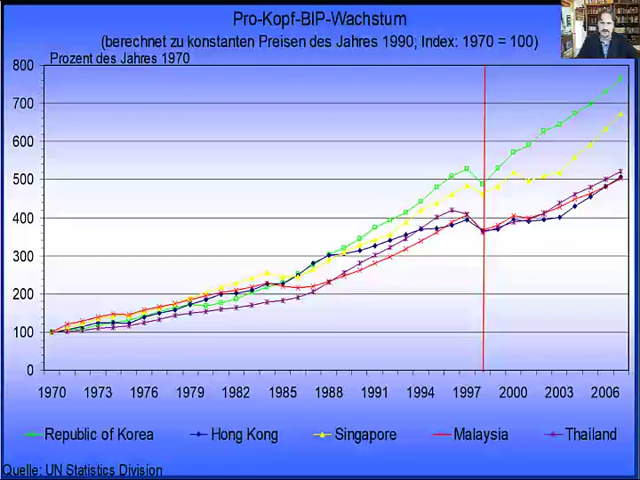 Pro-Kopf-BIP-Wachstum
(berechnet zu konstanten Preisen des Jahres 1990; Index: 1970 = 100)
Prozent des Jahres 1970
800
700
600
500
400
300
200
100
0
1970 1973 1976 1979 1982 1985 1988 1991 1994 1997 2000 2003 2006
Republic of Korea Hong Kong Singapore Malaysia Thailand
Quelle: UN Statistics Division